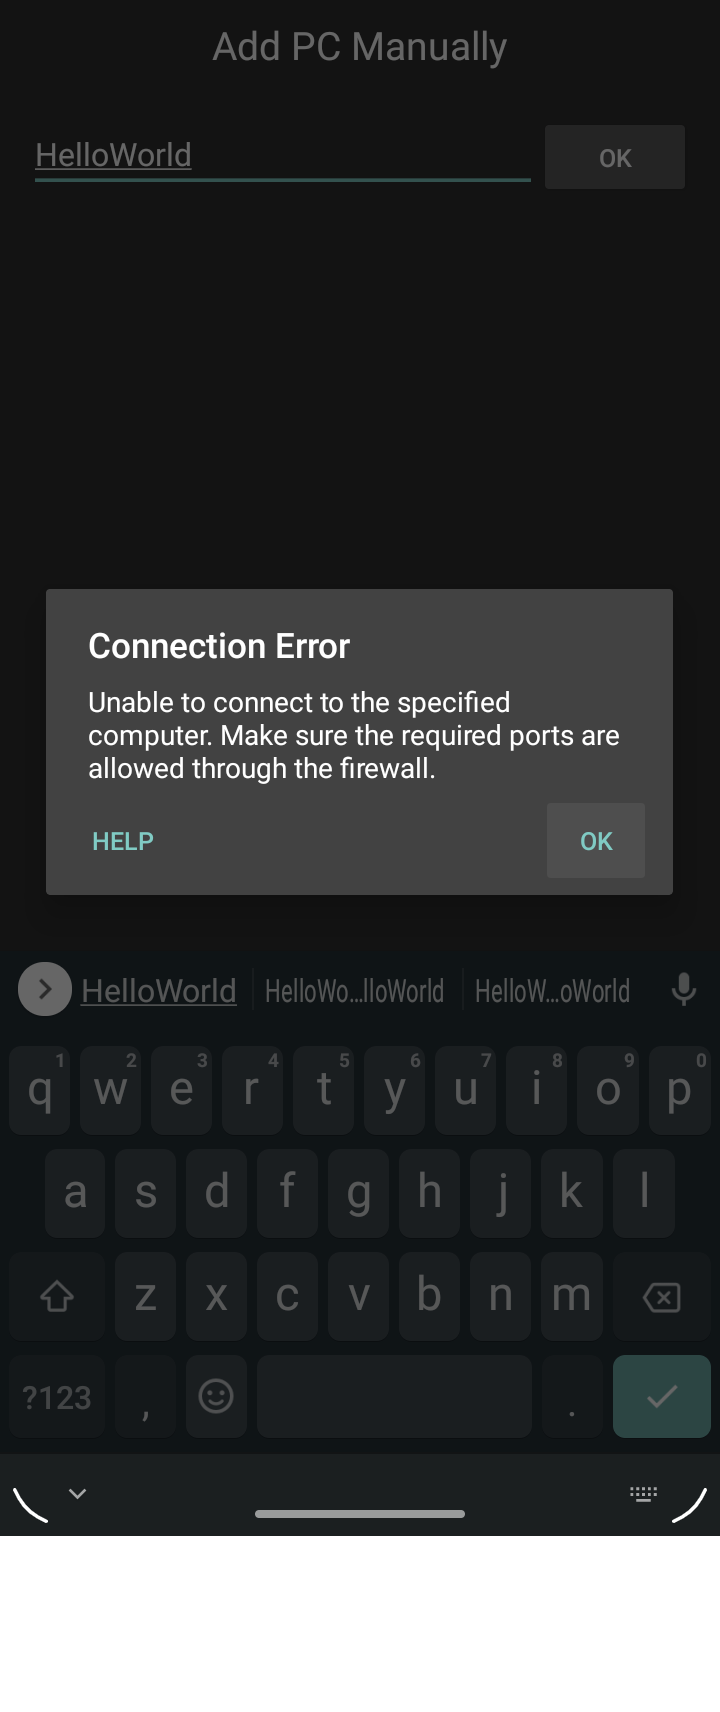 Add PC Manually
HelloWorld
OK
Connection Error
Unable to connect to the specified
computer. Make sure the required ports are
allowed through the firewall.
HELP
OK
HelloWorld HelloWo...lloWorld HelloW...oWorld
1 2 3 4 5 6 7 8 9 0
q w e r t y u i o p
a s d f g h j k l
z x c v b n m
?123 , .